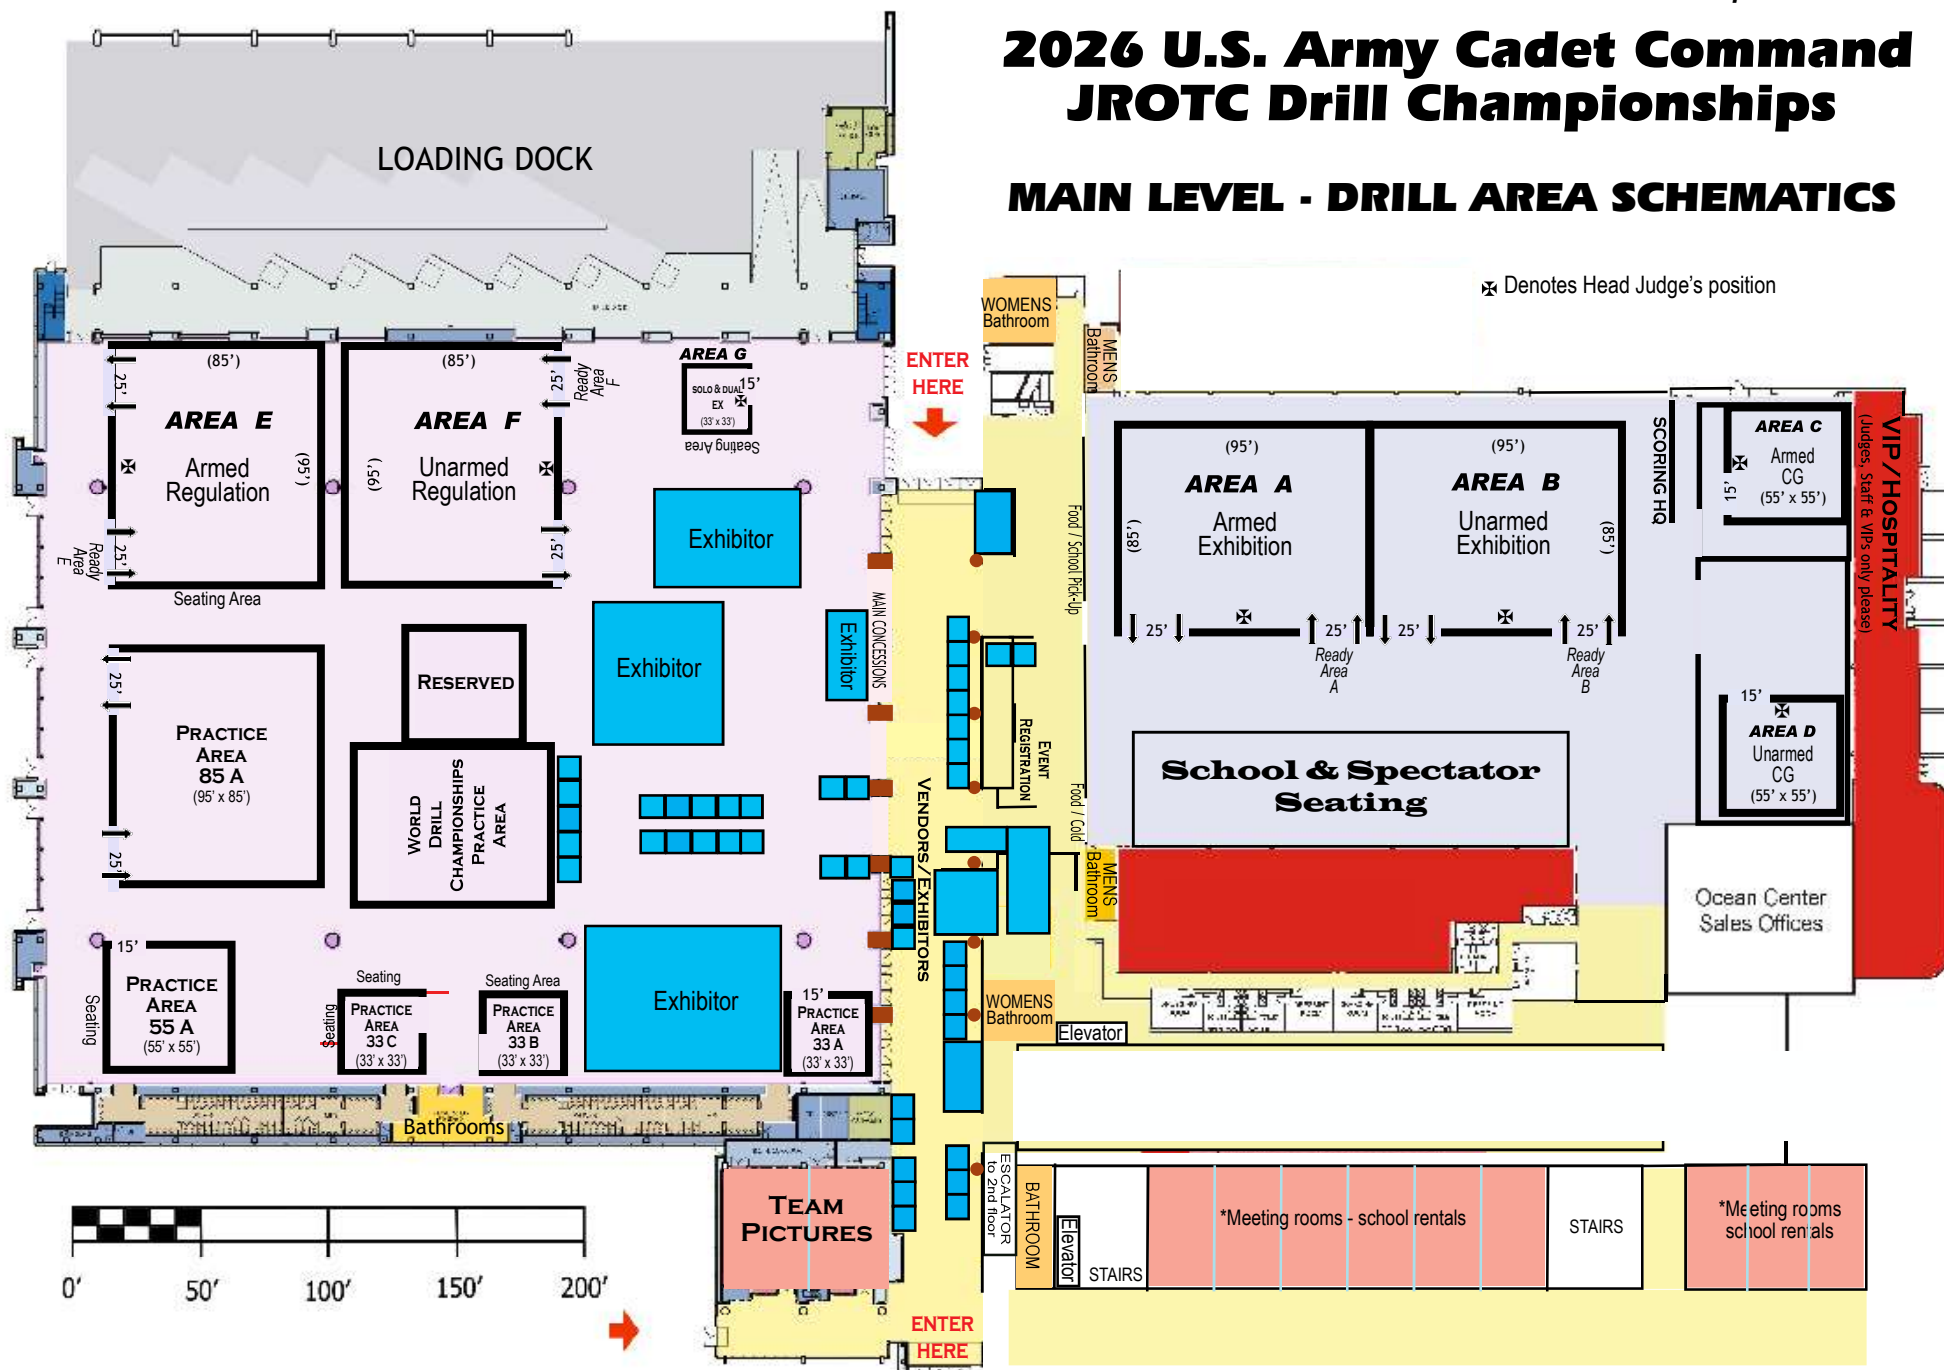 2026 U.S. Army Cadet Command
JROTC Drill Championships
MAIN LEVEL - DRILL AREA SCHEMATICS
✠ Denotes Head Judge's position
LOADING DOCK
WOMENS
Bathroom
MENS
Bathroom
ENTER
HERE
(85')
25'
AREA E
Armed
Regulation
(95')
25'
Ready
Area
E
Seating Area
(85')
25'
Ready
Area
F
AREA F
Unarmed
Regulation
(95')
25'
AREA G
SOLO & DUAL
EX
15'
(33' x 33')
Seating Area
Exhibitor
Exhibitor
Exhibitor
MAIN CONCESSIONS
Food / School Pick-Up
(95')
AREA A
Armed
Exhibition
(85')
25'
25'
Ready
Area
A
(95')
AREA B
Unarmed
Exhibition
(85')
25'
25'
Ready
Area
B
SCORING HQ
AREA C
Armed
CG
(55' x 55')
15'
VIP/HOSPITALITY
(Judges, Staff & VIPs only please)
15'
AREA D
Unarmed
CG
(55' x 55')
25'
PRACTICE
AREA
85 A
(95' x 85')
25'
RESERVED
WORLD
DRILL
CHAMPIONSHIPS
PRACTICE
AREA
EVENT
REGISTRATION
VENDORS/EXHIBITORS
Food / Cold
School & Spectator
Seating
MENS
Bathroom
Ocean Center
Sales Offices
15'
PRACTICE
AREA
55 A
(55' x 55')
Seating
Seating
Seating
PRACTICE
AREA
33 C
(33' x 33')
Seating Area
PRACTICE
AREA
33 B
(33' x 33')
Exhibitor
15'
PRACTICE
AREA
33 A
(33' x 33')
WOMENS
Bathroom
Elevator
Bathrooms
TEAM
PICTURES
ESCALATOR
to 2nd floor
BATHROOM
Elevator
STAIRS
*Meeting rooms - school rentals
STAIRS
*Meeting rooms
school rentals
0'
50'
100'
150'
200'
ENTER
HERE